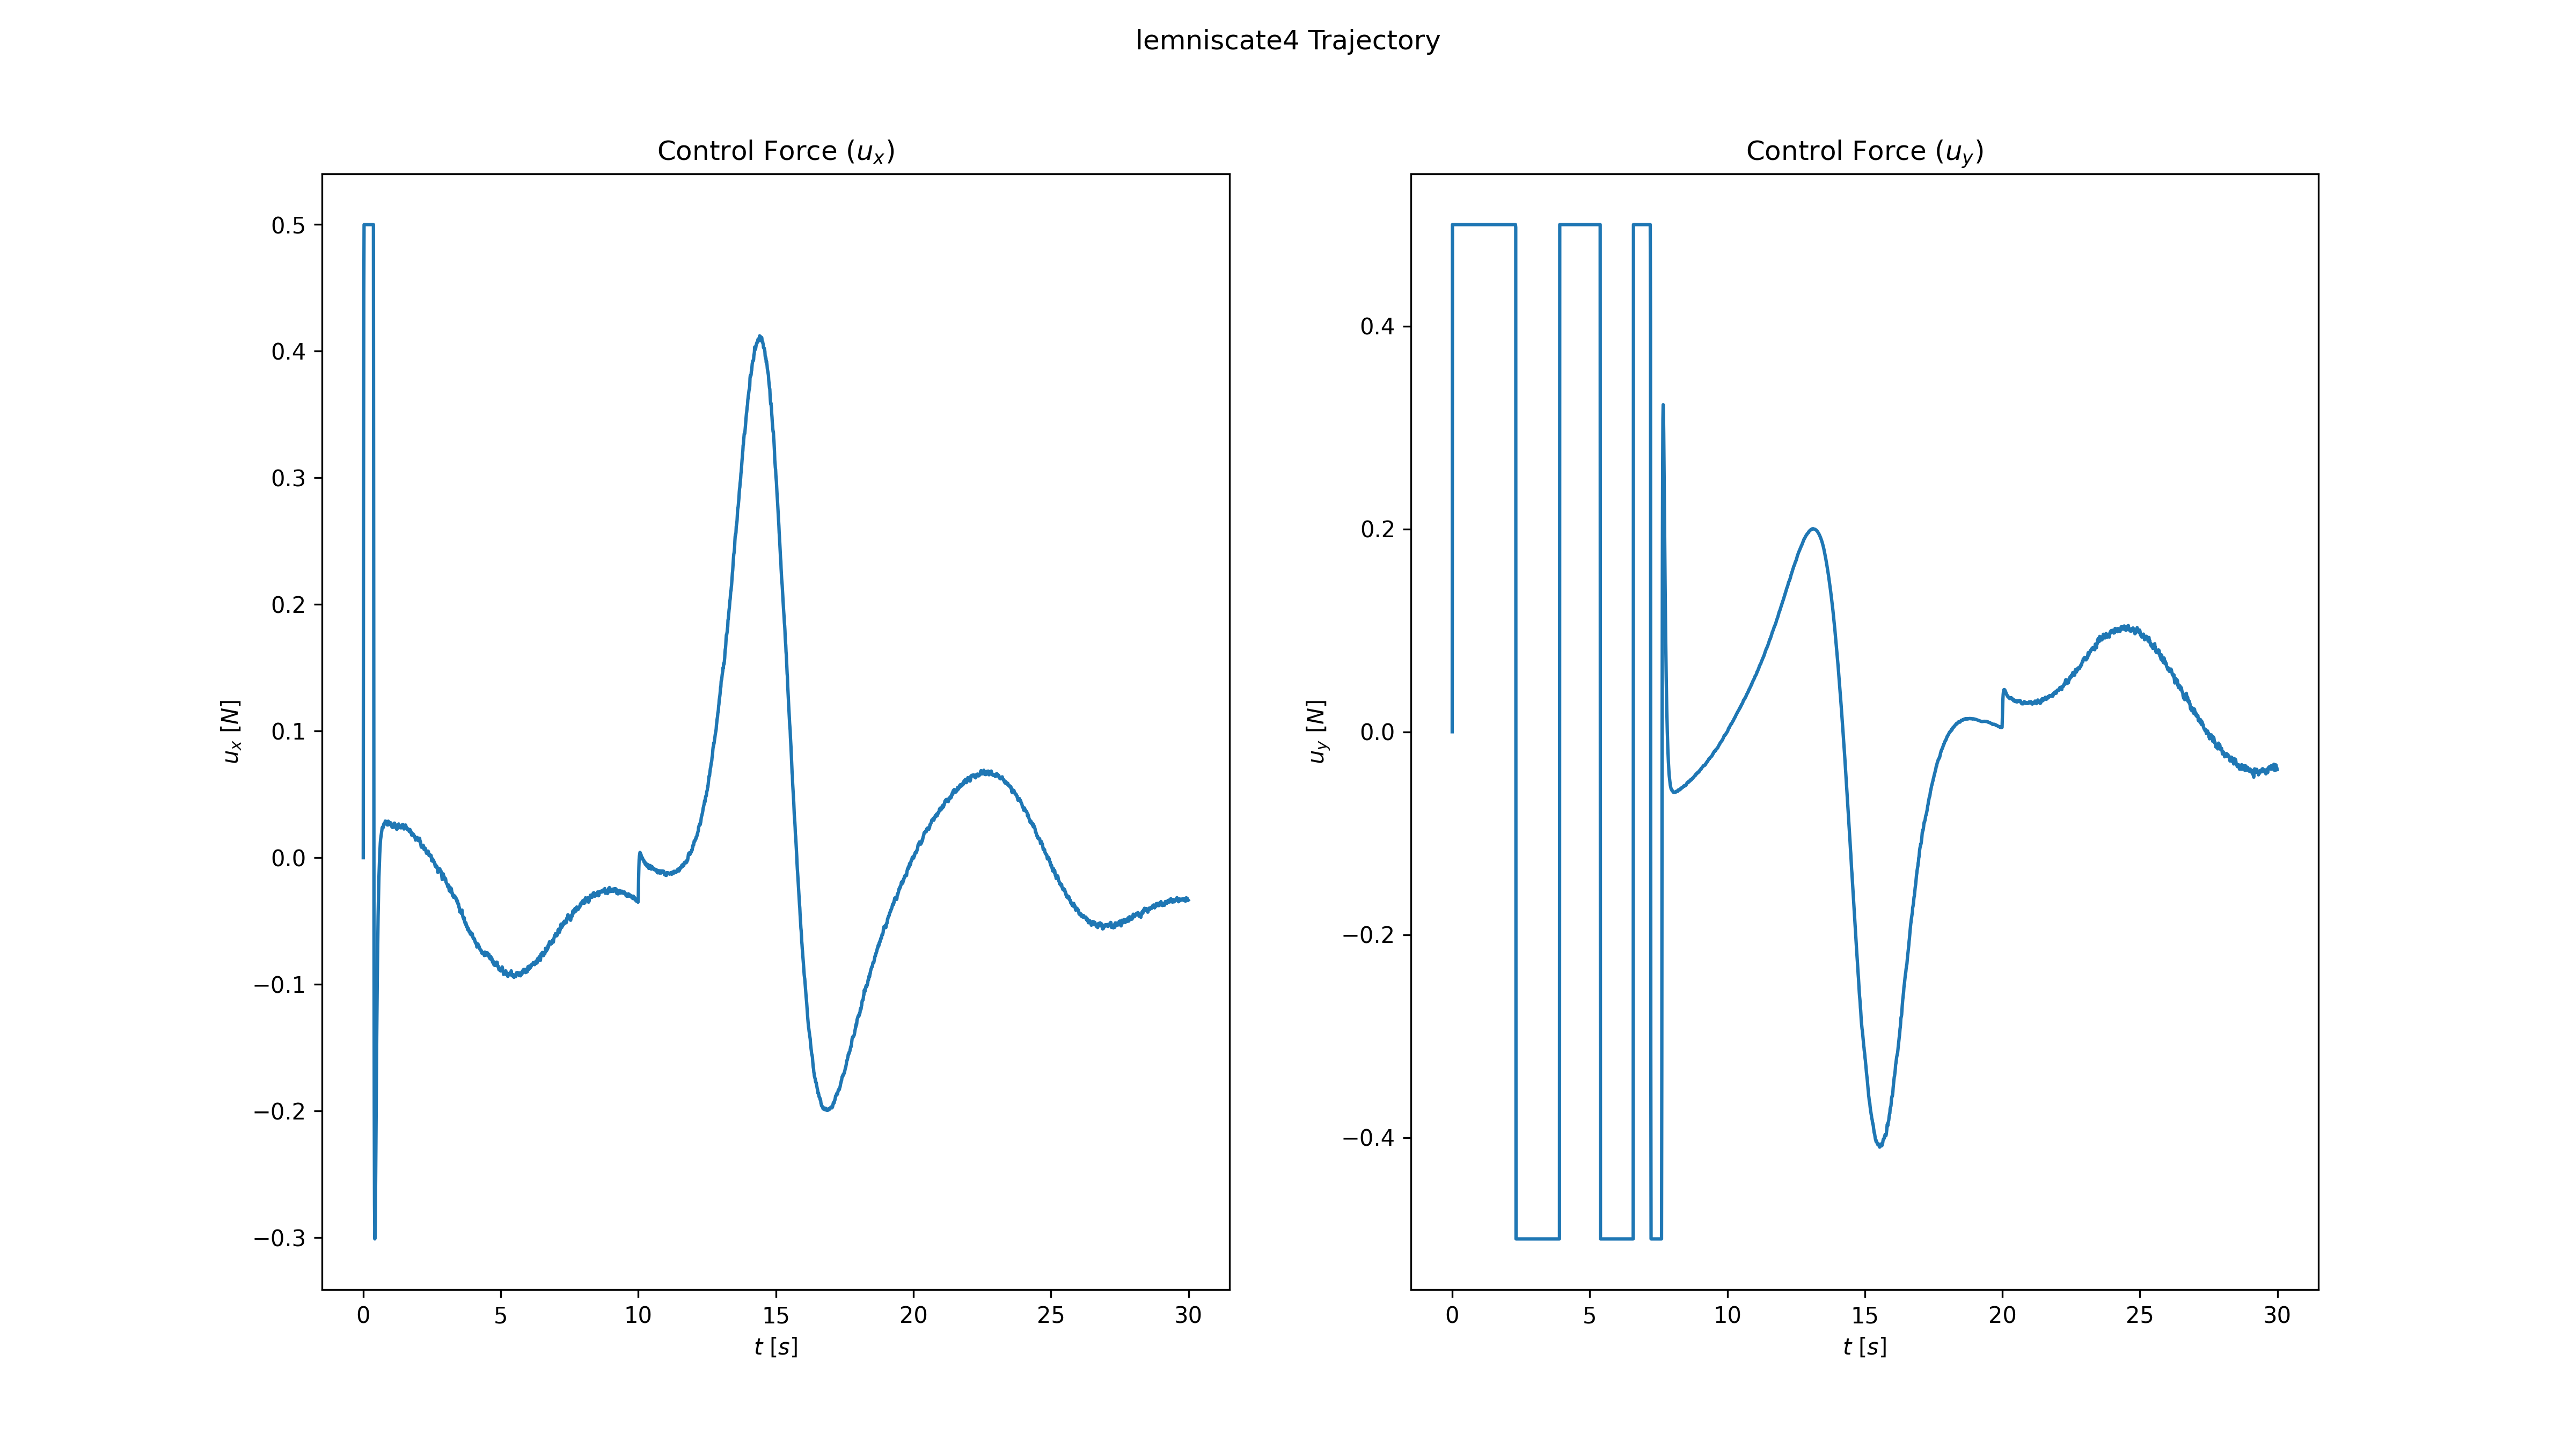 lemniscate4 Trajectory
Control Force (u_x)
0.5
0.4
0.3
0.2
0.1
0.0
−0.1
−0.2
−0.3
u_x [N]
0 5 10 15 20 25 30
t [s]
Control Force (u_y)
0.4
0.2
0.0
−0.2
−0.4
u_y [N]
0 5 10 15 20 25 30
t [s]